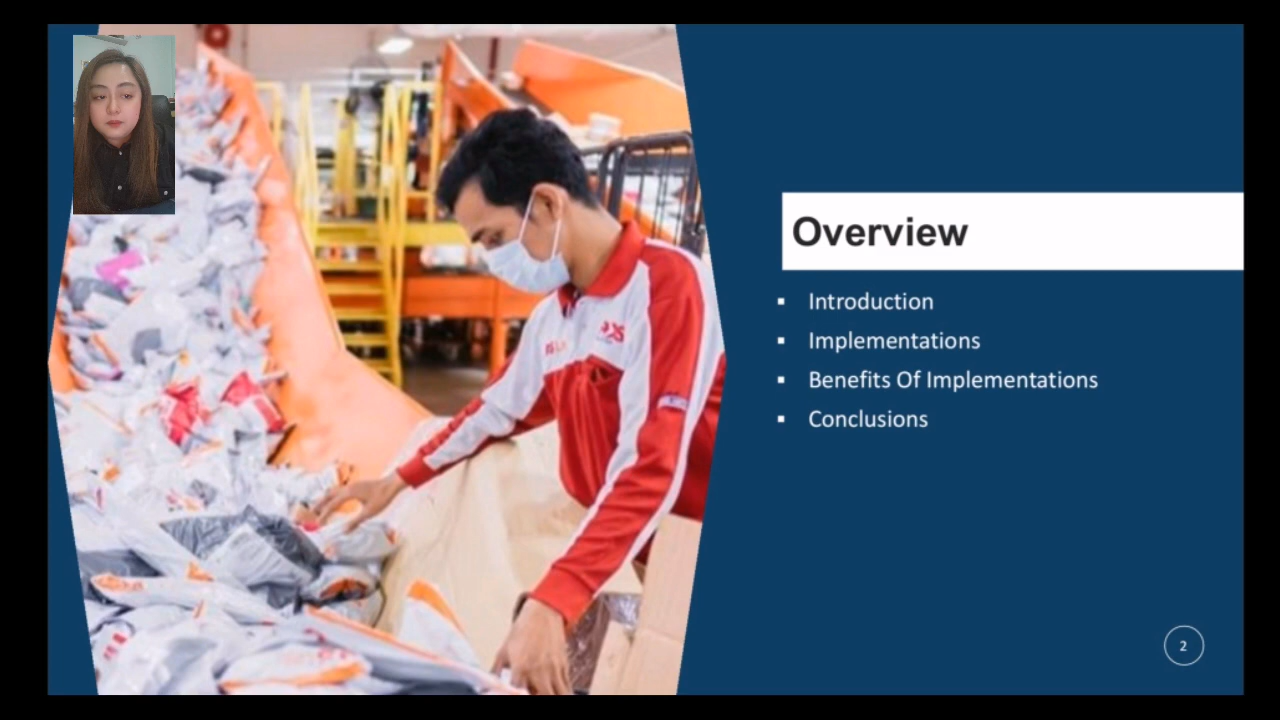 Overview
Introduction
Implementations
Benefits Of Implementations
Conclusions
2